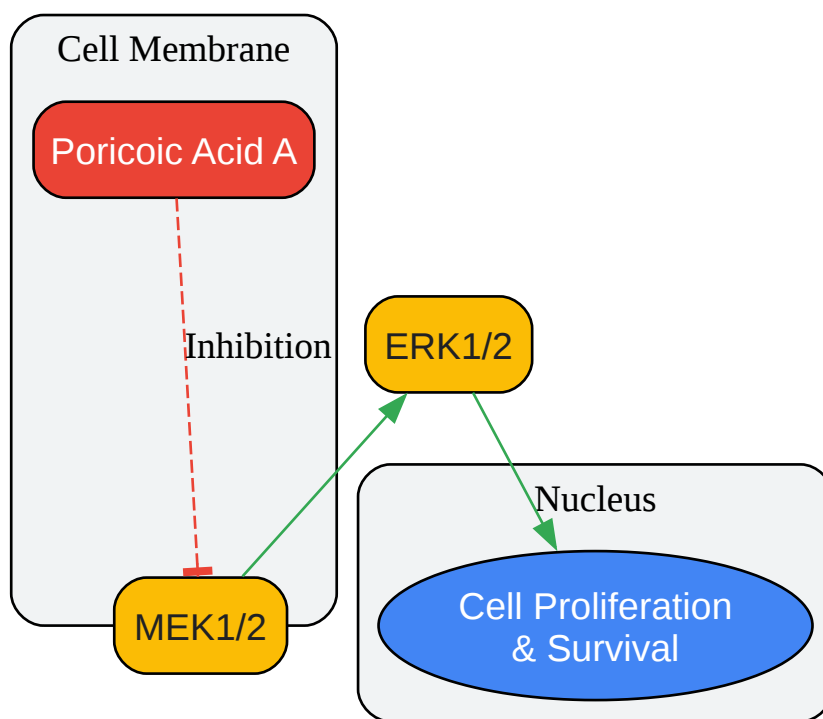 Cell Membrane
Poricoic Acid A
Inhibition
ERK1/2
Nucleus
MEK1/2
Cell Proliferation
& Survival